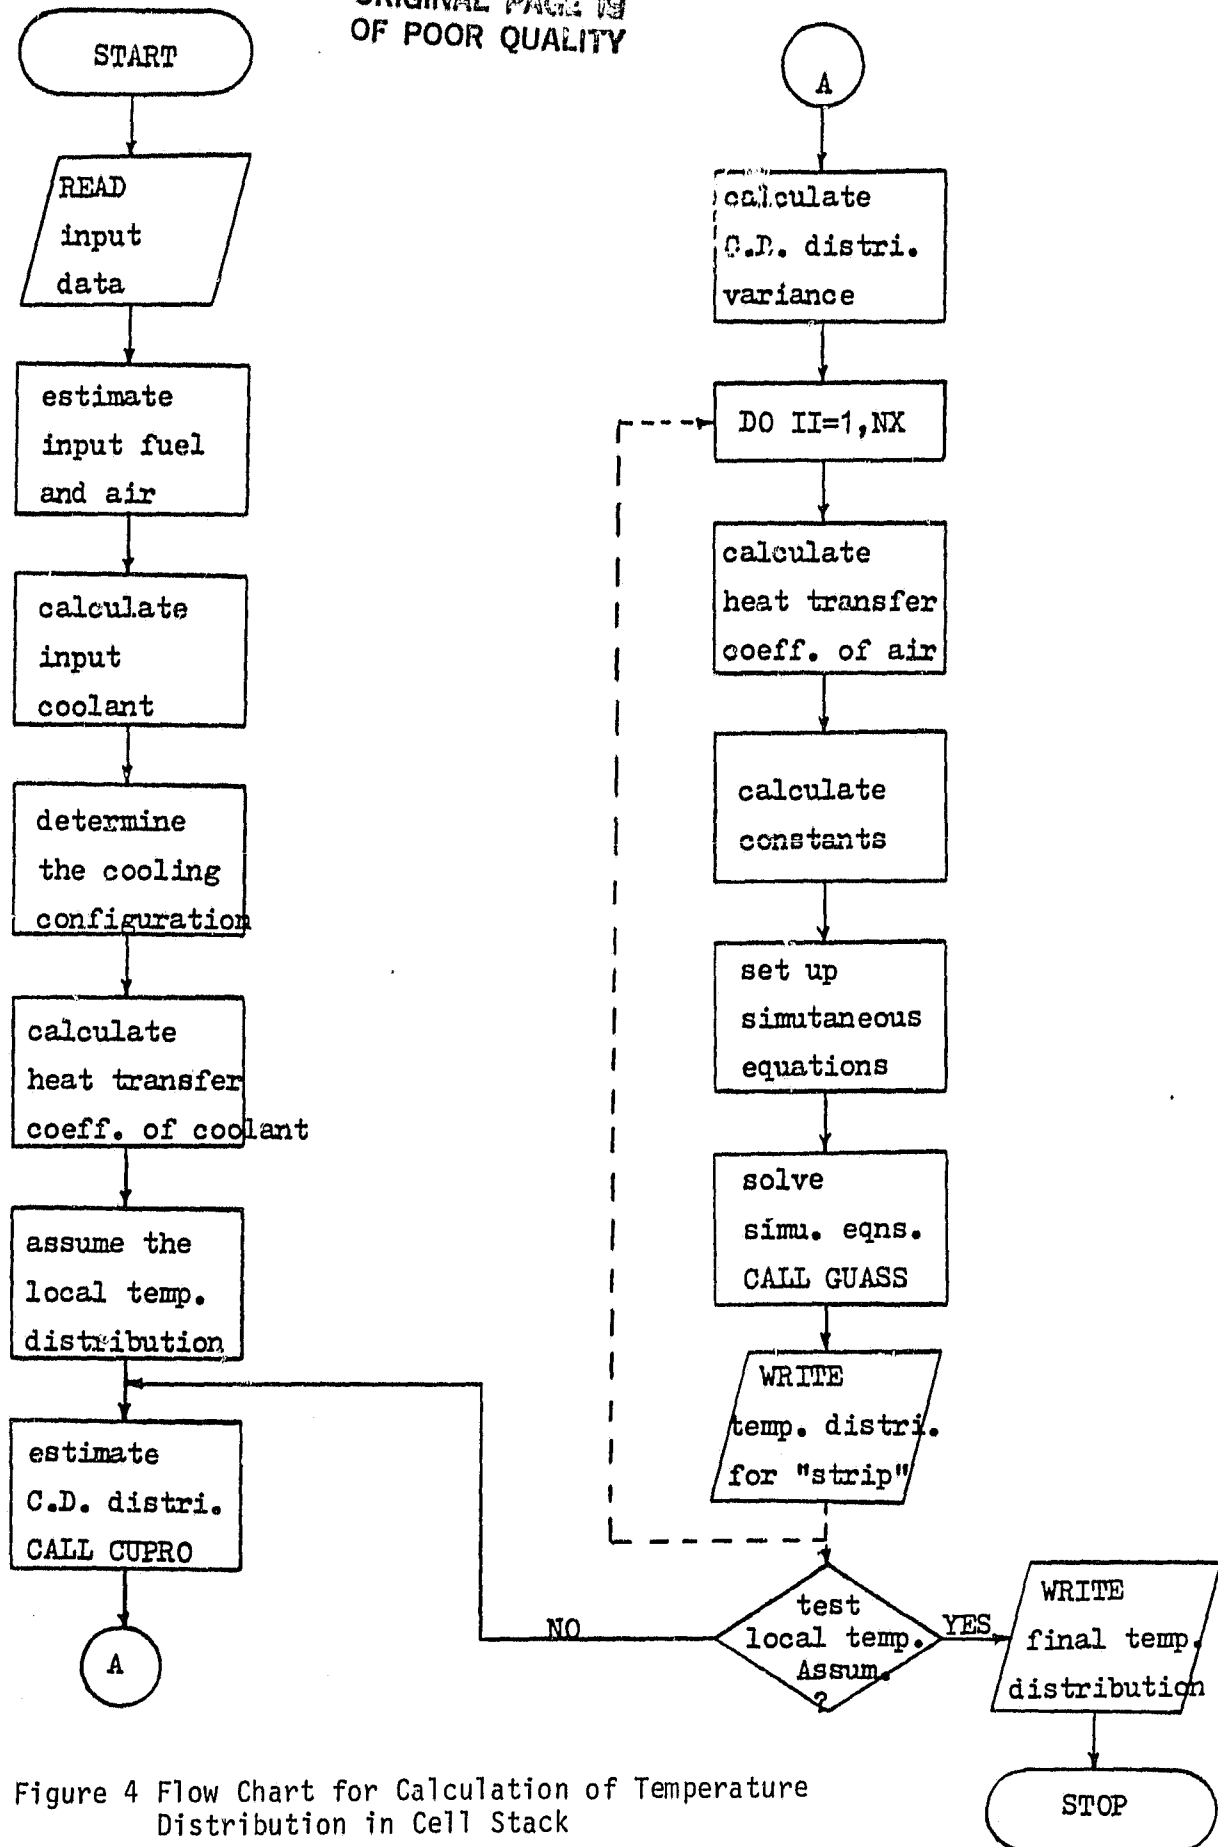 ORIGINAL PAGE IS
OF POOR QUALITY
START
READ
input
data
estimate
input fuel
and air
calculate
input
coolant
determine
the cooling
configuration
calculate
heat transfer
coeff. of coolant
assume the
local temp.
distribution
estimate
C.D. distri.
CALL CUPRO
A
A
calculate
C.D. distri.
variance
DO II=1,NX
calculate
heat transfer
coeff. of air
calculate
constants
set up
simutaneous
equations
solve
simu. eqns.
CALL GUASS
WRITE
temp. distri.
for "strip"
test
local temp.
Assum.
?
NO
YES
WRITE
final temp.
distribution
STOP
Figure 4 Flow Chart for Calculation of Temperature
Distribution in Cell Stack